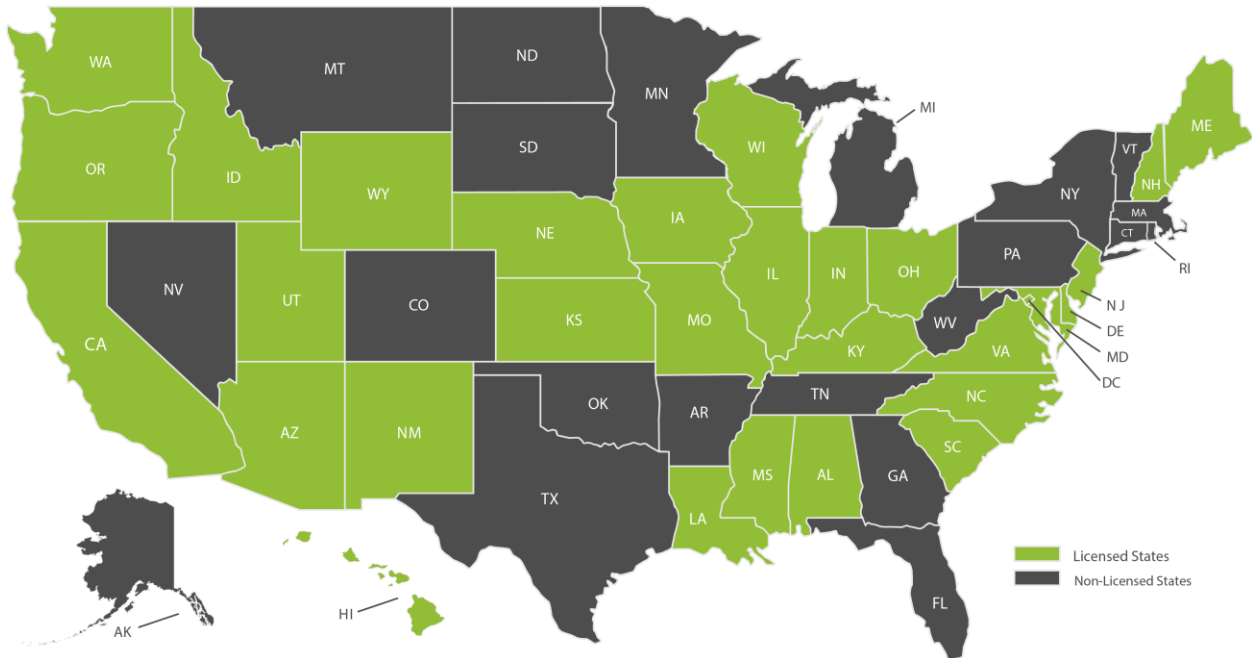 WA
MT
ND
MN
MI
ME
VT
SD
WI
OR
ID
NH
WY
NY
MA
IA
CT
NE
RI
PA
OH
IL
IN
NV
UT
CO
N J
KS
MO
WV
DE
CA
KY
VA
MD
DC
TN
NC
OK
AR
AZ
NM
SC
MS
AL
GA
TX
LA
Licensed States
Non-Licensed States
FL
HI
AK